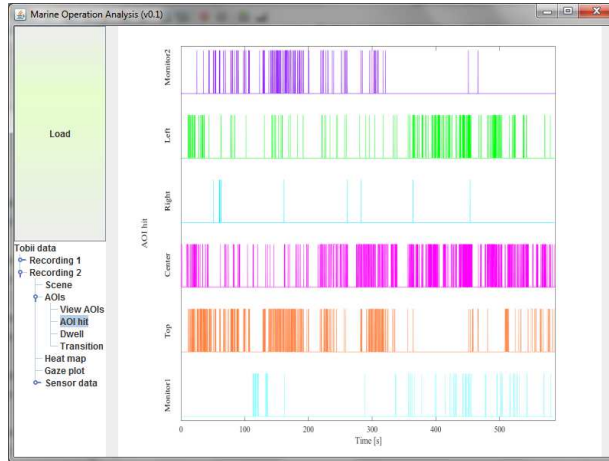 Marine Operation Analysis (v0.1)
Load
Tobii data
Recording 1
Recording 2
Scene
AOIs
View AOIs
AOI hit
Dwell
Transition
Heat map
Gaze plot
Sensor data
AOI hit
Mornitor2
Left
Right
Center
Top
Monitor1
0 100 200 300 400 500
Time [s]